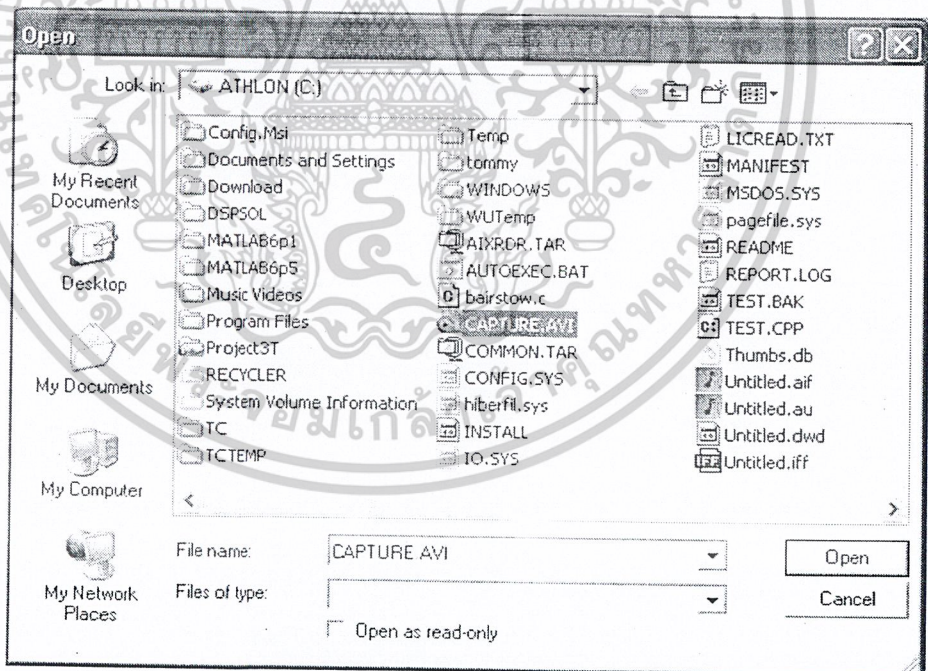 Open
Look in: ATHLON (C:)
My Recent
Documents
Desktop
My Documents
My Computer
My Network
Places
Config.Msi
Documents and Settings
Download
DSPSOL
MATLAB6p1
MATLAB6p5
Music Videos
Program Files
Project3T
RECYCLER
System Volume Information
TC
TCTEMP
Temp
tommy
WINDOWS
WUTemp
AIXRDR.TAR
AUTOEXEC.BAT
bairstow.c
CAPTURE.AVI
COMMON.TAR
CONFIG.SYS
hiberfil.sys
INSTALL
IO.SYS
LICREAD.TXT
MANIFEST
MSDOS.SYS
pagefile.sys
README
REPORT.LOG
TEST.BAK
TEST.CPP
Thumbs.db
Untitled.aif
Untitled.au
Untitled.dwd
Untitled.iff
File name: CAPTURE.AVI
Open
Files of type:
Cancel
Open as read-only